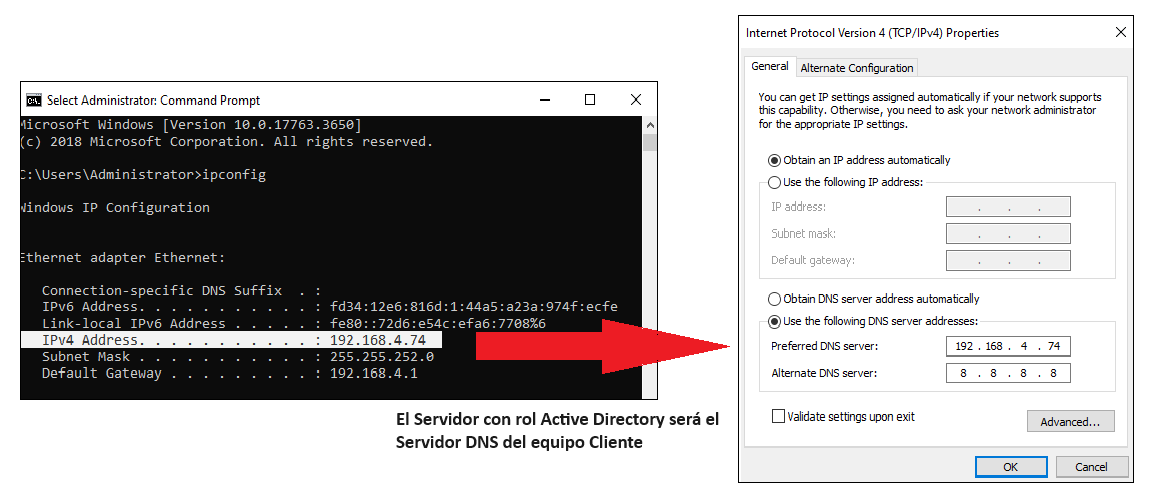 Select Administrator: Command Prompt
Microsoft Windows [Version 10.0.17763.3650]
(c) 2018 Microsoft Corporation. All rights reserved.
C:\Users\Administrator>ipconfig
Windows IP Configuration
Ethernet adapter Ethernet:
Connection-specific DNS Suffix  . :
IPv6 Address. . . . . . . . . . . : fd34:12e6:816d:1:44a5:a23a:974f:ecfe
Link-local IPv6 Address . . . . . : fe80::72d6:e54c:efa6:7708%6
IPv4 Address. . . . . . . . . . . : 192.168.4.74
Subnet Mask . . . . . . . . . . . : 255.255.252.0
Default Gateway . . . . . . . . . : 192.168.4.1
El Servidor con rol Active Directory será el
Servidor DNS del equipo Cliente
Internet Protocol Version 4 (TCP/IPv4) Properties
General
Alternate Configuration
You can get IP settings assigned automatically if your network supports
this capability. Otherwise, you need to ask your network administrator
for the appropriate IP settings.
Obtain an IP address automatically
Use the following IP address:
IP address:
Subnet mask:
Default gateway:
Obtain DNS server address automatically
Use the following DNS server addresses:
Preferred DNS server: 192 . 168 . 4 . 74
Alternate DNS server: 8 . 8 . 8 . 8
Validate settings upon exit
Advanced...
OK
Cancel